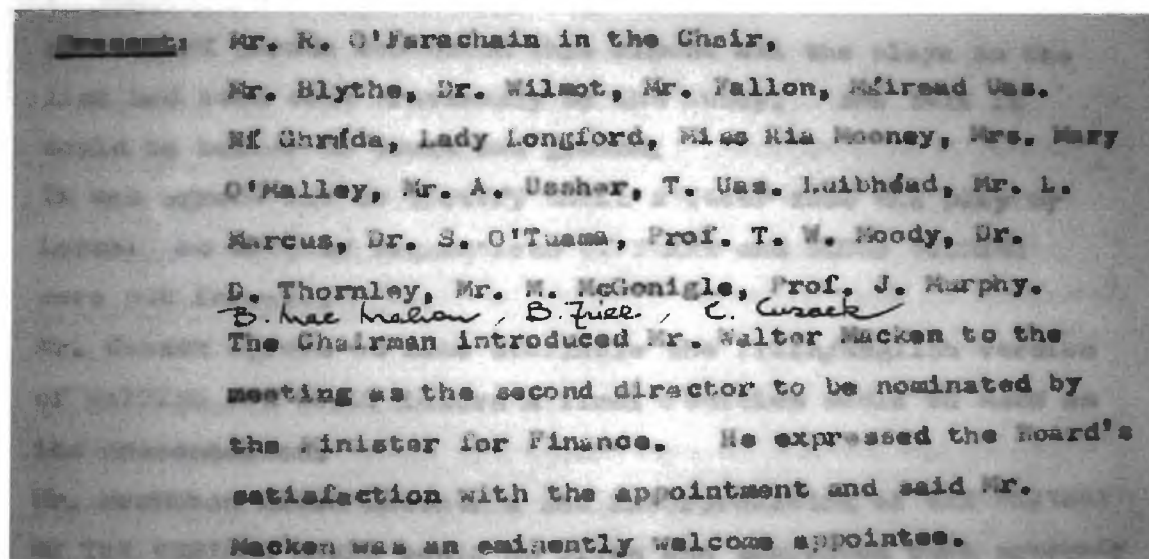 Present: Mr. R. O'Farachain in the Chair,
Mr. Blythe, Dr. Wilmot, Mr. Fallon, Máiread Uas.
Ní Ghráda, Lady Longford, Miss Ria Mooney, Mrs. Mary
O'Malley, Mr. A. Ussher, T. Uas. Luibhéad, Mr. L.
Marcus, Dr. S. O'Tuama, Prof. T. W. Moody, Dr.
D. Thornley, Mr. M. McGonigle, Prof. J. Murphy.
B. Mac Mahon, B. Friel, C. Cusack
The Chairman introduced Mr. Walter Macken to the
meeting as the second director to be nominated by
the Minister for Finance. He expressed the Board's
satisfaction with the appointment and said Mr.
Macken was an eminently welcome appointee.